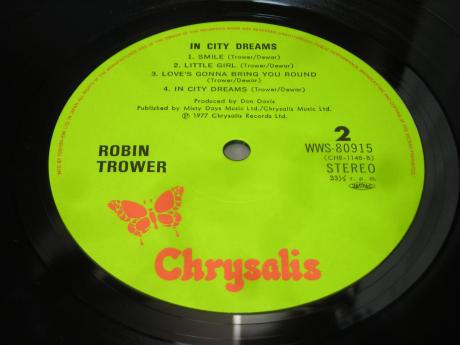 IN CITY DREAMS
1. SMILE (Trower/Dewar)
2. LITTLE GIRL (Trower/Dewar)
3. LOVE'S GONNA BRING YOU ROUND
(Trower/Dewar)
4. IN CITY DREAMS (Trower/Dewar)
Produced by Don Davis
Published by Misty Days Music Ltd./Chrysalis Music Ltd.
℗ 1977 Chrysalis Records Ltd.
ROBIN
TROWER
2
WWS-80915
(CHR-1148-B)
STEREO
33⅓ r. p. m.
Chrysalis